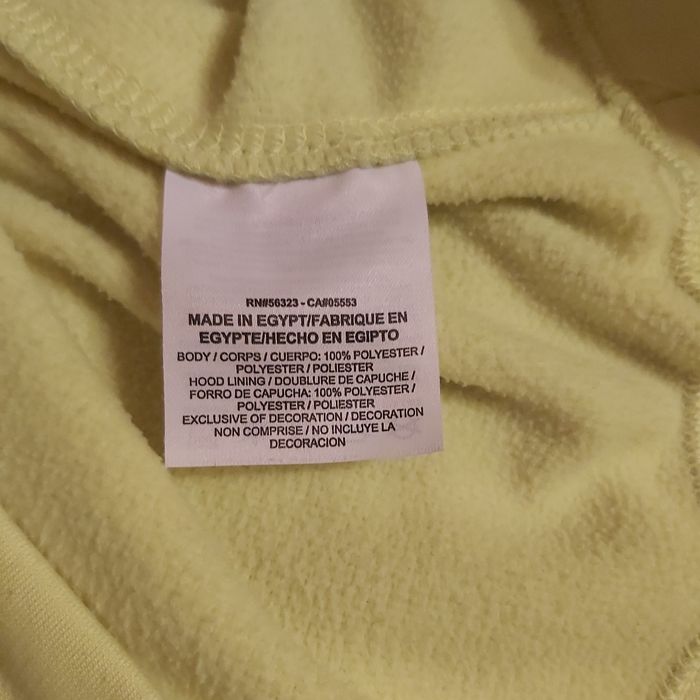 RN#56323 - CA#05553
MADE IN EGYPT/FABRIQUE EN
EGYPTE/HECHO EN EGIPTO
BODY / CORPS / CUERPO: 100% POLYESTER /
POLYESTER / POLIESTER
HOOD LINING / DOUBLURE DE CAPUCHE /
FORRO DE CAPUCHA: 100% POLYESTER /
POLYESTER / POLIESTER
EXCLUSIVE OF DECORATION / DECORATION
NON COMPRISE / NO INCLUYE LA
DECORACION